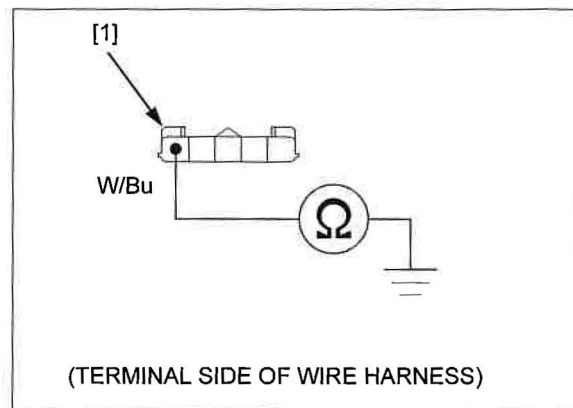 [1]
W/Bu
Ω
(TERMINAL SIDE OF WIRE HARNESS)